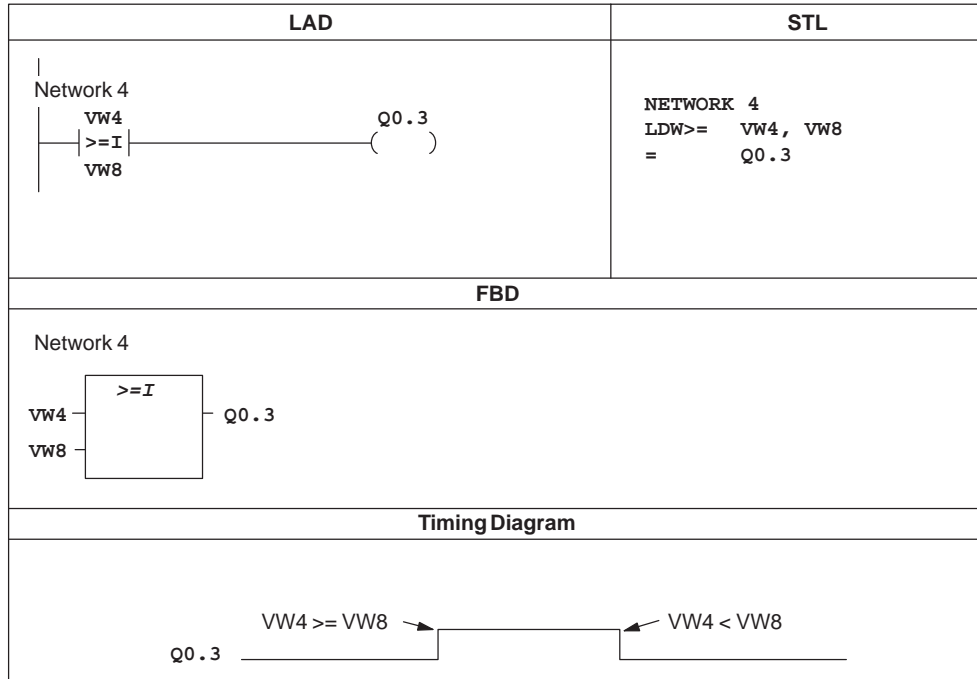 LAD
STL
Network 4
VW4
>=I
VW8
Q0.3
( )
NETWORK 4
LDW>= VW4, VW8
= Q0.3
FBD
Network 4
>=I
VW4
Q0.3
VW8
Timing Diagram
VW4 >= VW8
VW4 < VW8
Q0.3